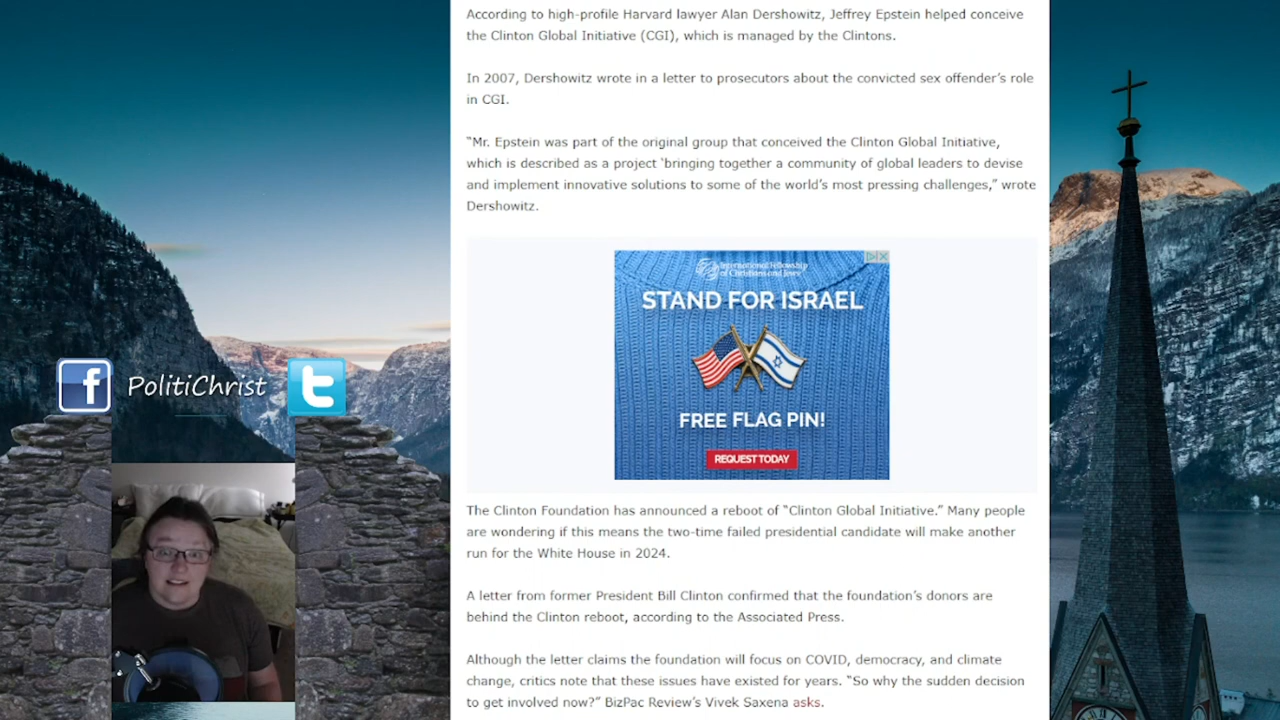 According to high-profile Harvard lawyer Alan Dershowitz, Jeffrey Epstein helped conceive
the Clinton Global Initiative (CGI), which is managed by the Clintons.
In 2007, Dershowitz wrote in a letter to prosecutors about the convicted sex offender’s role
in CGI.
“Mr. Epstein was part of the original group that conceived the Clinton Global Initiative,
which is described as a project ‘bringing together a community of global leaders to devise
and implement innovative solutions to some of the world’s most pressing challenges,” wrote
Dershowitz.
International Fellowship
of Christians and Jews
STAND FOR ISRAEL
FREE FLAG PIN!
REQUEST TODAY
f
PolitiChrist
t
The Clinton Foundation has announced a reboot of “Clinton Global Initiative.” Many people
are wondering if this means the two-time failed presidential candidate will make another
run for the White House in 2024.
A letter from former President Bill Clinton confirmed that the foundation’s donors are
behind the Clinton reboot, according to the Associated Press.
Although the letter claims the foundation will focus on COVID, democracy, and climate
change, critics note that these issues have existed for years. “So why the sudden decision
to get involved now?” BizPac Review’s Vivek Saxena asks.